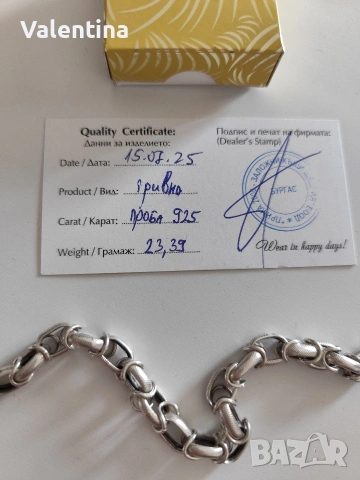 Valentina
Quality Certificate:
Данни за изделието:
Подпис и печат на фирмата:
(Dealer's Stamp)
Date / Дата: 15.07.25
Product / Вид: гривна
Carat / Карат: проба 925
Weight / Грамаж: 23,39
БУРГАС
Wear in happy days!
BAZAR